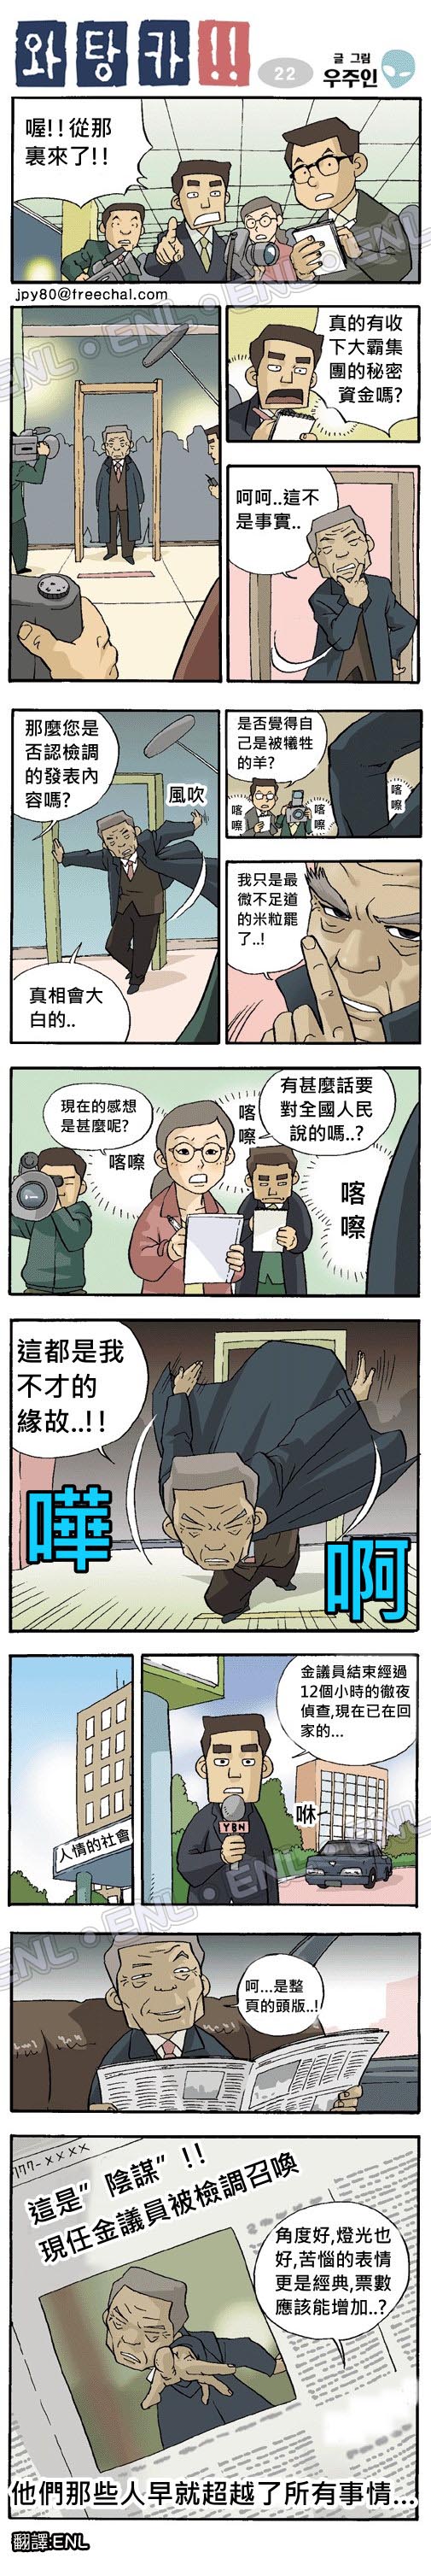 와탕카!!
22
글 그림
우주인
喔!!從那
裏來了!!
jpy80@freechal.com
真的有收
下大霸集
團的秘密
資金嗎?
呵呵..這不
是事實..
那麼您是
否認檢調
的發表內
容嗎?
風吹
真相會大
白的..
是否覺得自
己是被犧牲
的羊?
喀嚓
喀嚓
喀嚓
我只是最
微不足道
的米粒罷
了..!
現在的感想
是甚麼呢?
喀嚓
喀嚓
有甚麼話要
對全國人民
說的嗎..?
喀嚓
這都是我
不才的
緣故..!!
嘩
啊
人情的社會
金議員結束經過
12個小時的徹夜
偵查,現在已在回
家的...
YBN
咻-
呵...是整
頁的頭版..!
777-××××
這是”陰謀”!!
現任金議員被檢調召喚
角度好,燈光也
好,苦惱的表情
更是經典,票數
應該能增加..?
他們那些人早就超越了所有事情...
翻譯:ENL
ENL•ENL•ENL•ENL
ENL•ENL•ENL•ENL